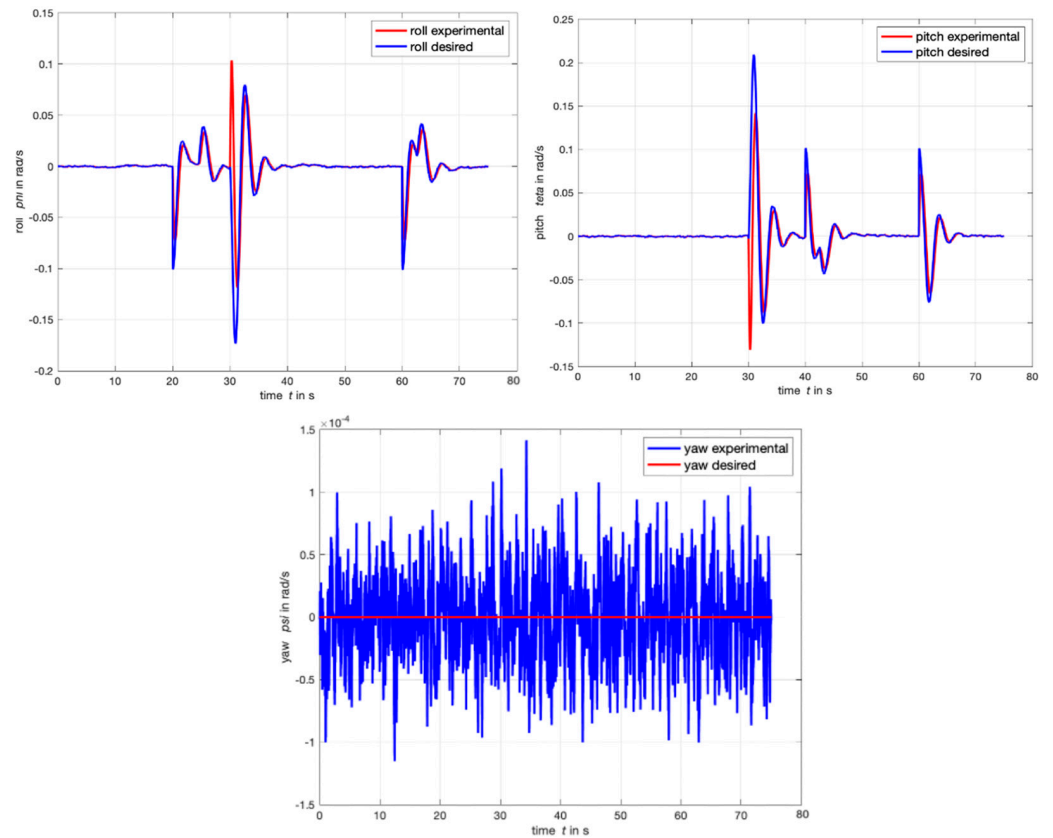 roll experimental
roll desired
0.1
0.05
0
-0.05
-0.1
-0.15
-0.2
roll phi in rad/s
0 10 20 30 40 50 60 70 80
time t in s
pitch experimental
pitch desired
0.25
0.2
0.15
0.1
0.05
0
-0.05
-0.1
-0.15
pitch teta in rad/s
0 10 20 30 40 50 60 70 80
time t in s
×10-4
yaw experimental
yaw desired
1.5
1
0.5
0
-0.5
-1
-1.5
yaw psi in rad/s
0 10 20 30 40 50 60 70 80
time t in s